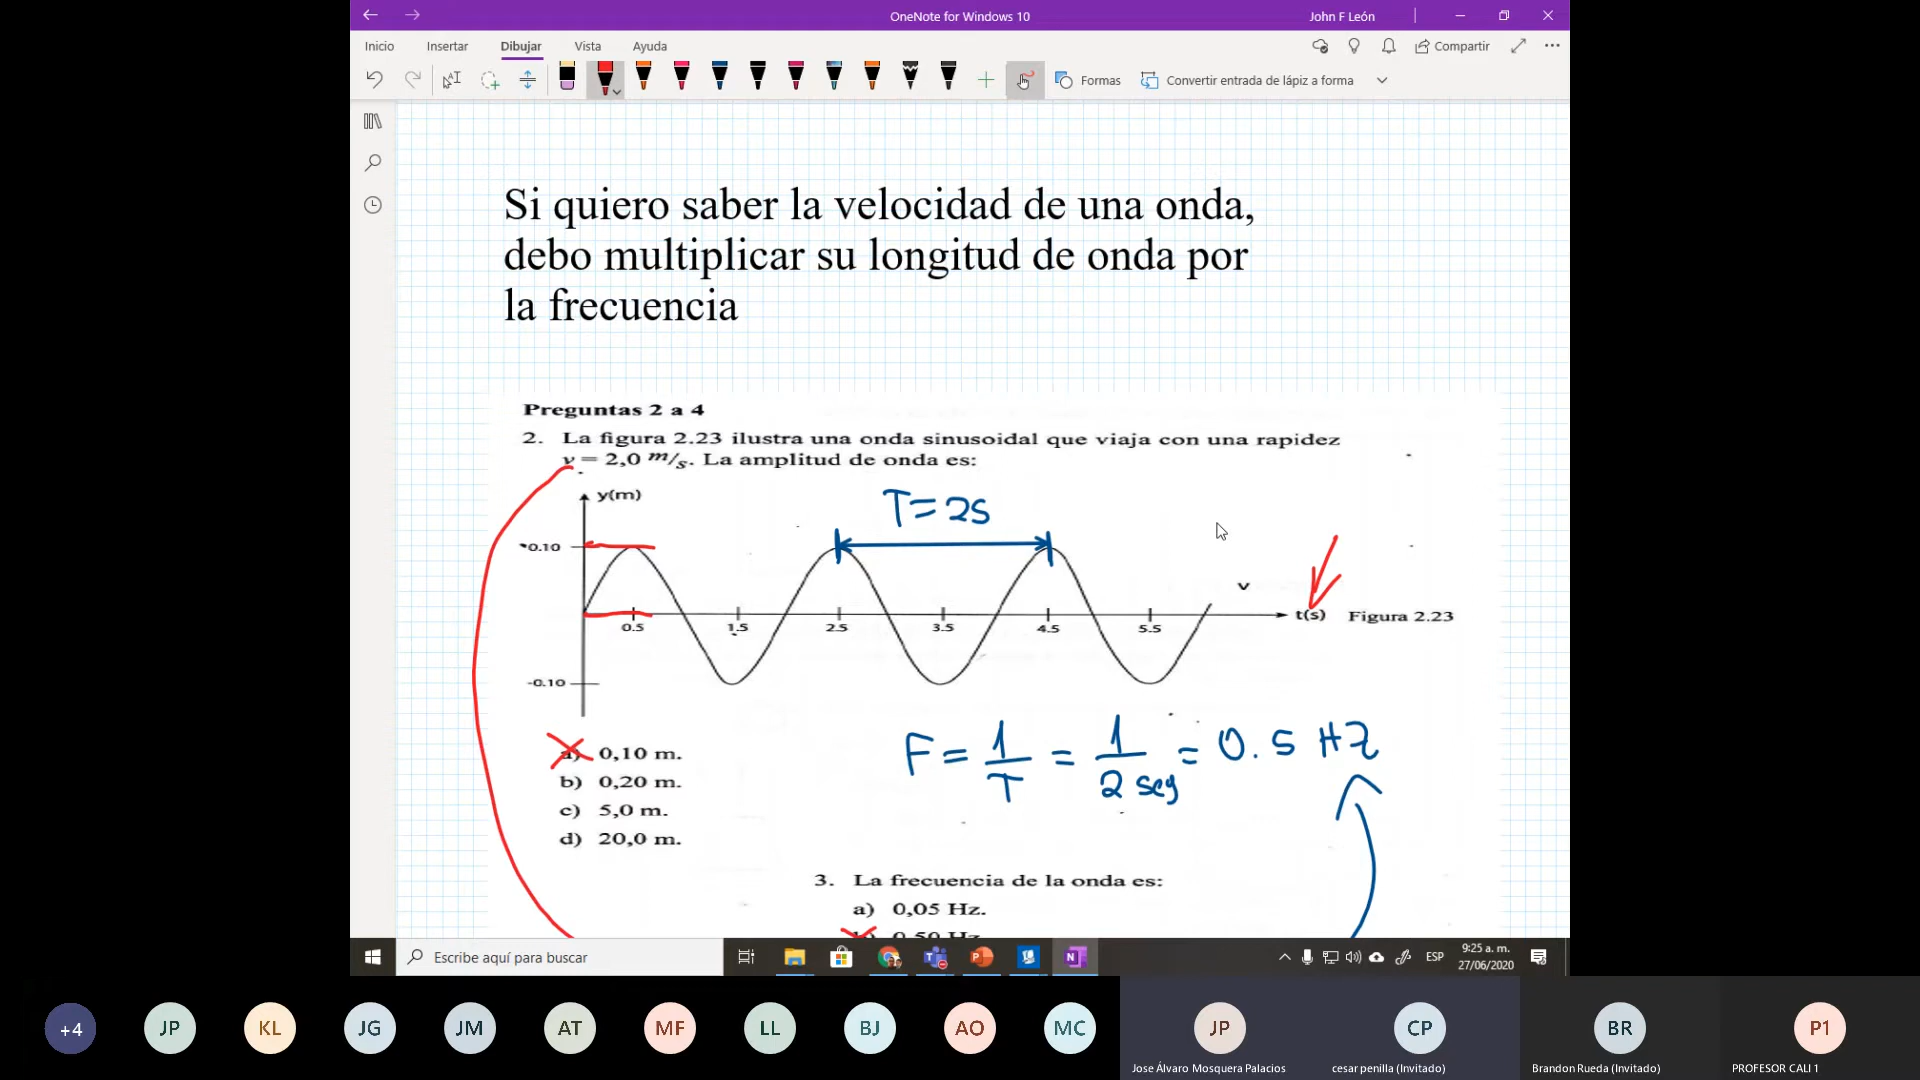 OneNote for Windows 10
John F León
Inicio Insertar Dibujar Vista Ayuda
Compartir
Formas
Convertir entrada de lápiz a forma
Si quiero saber la velocidad de una onda,
debo multiplicar su longitud de onda por
la frecuencia
Preguntas 2 a 4
2. La figura 2.23 ilustra una onda sinusoidal que viaja con una rapidez
v = 2,0 m/s. La amplitud de onda es:
y(m)
T=2s
0.10
v
t(s) Figura 2.23
0.5 1.5 2.5 3.5 4.5 5.5
-0.10
F = 1/T = 1/2 seg = 0.5 Hz
a) 0,10 m.
b) 0,20 m.
c) 5,0 m.
d) 20,0 m.
3. La frecuencia de la onda es:
a) 0,05 Hz.
b) 0,50 Hz.
Escribe aquí para buscar
ESP
9:25 a. m.
27/06/2020
+4 JP KL JG JM AT MF LL BJ AO MC JP CP BR P1
Jose Álvaro Mosquera Palacios
cesar penilla (Invitado)
Brandon Rueda (Invitado)
PROFESOR CALI 1